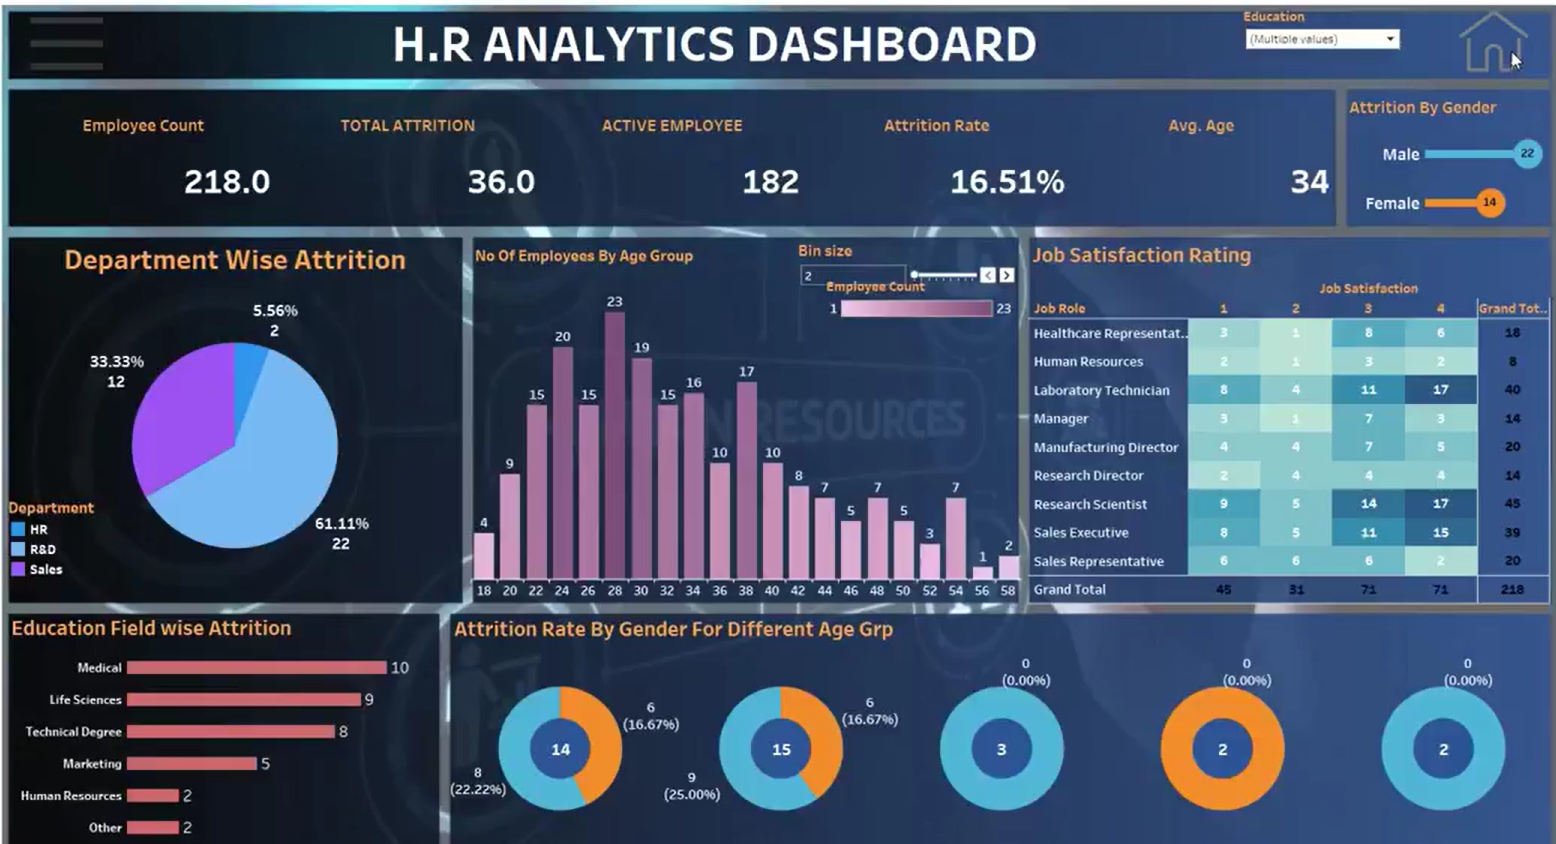 H.R ANALYTICS DASHBOARD
Education
(Multiple values)
Employee Count
TOTAL ATTRITION
ACTIVE EMPLOYEE
Attrition Rate
Avg. Age
218.0
36.0
182
16.51%
34
Attrition By Gender
Male 22
Female 14
Department Wise Attrition
5.56%
2
33.33%
12
61.11%
22
Department
HR
R&D
Sales
No Of Employees By Age Group
Bin size
2
Employee Count
1 23
4 9 15 20 15 23 19 15 16 10 17 10 8 7 5 7 5 3 7 1 2
18 20 22 24 26 28 30 32 34 36 38 40 42 44 46 48 50 52 54 56 58
RESOURCES
Job Satisfaction Rating
Job Satisfaction
Job Role 1 2 3 4 Grand Tot..
Healthcare Representat.. 3 1 8 6 18
Human Resources 2 1 3 2 8
Laboratory Technician 8 4 11 17 40
Manager 3 1 7 3 14
Manufacturing Director 4 4 7 5 20
Research Director 2 4 4 4 14
Research Scientist 9 5 14 17 45
Sales Executive 8 5 11 15 39
Sales Representative 6 6 6 2 20
Grand Total 45 31 71 71 218
Education Field wise Attrition
Medical 10
Life Sciences 9
Technical Degree 8
Marketing 5
Human Resources 2
Other 2
Attrition Rate By Gender For Different Age Grp
6
(16.67%)
14
8
(22.22%)
6
(16.67%)
15
9
(25.00%)
0
(0.00%)
3
0
(0.00%)
2
0
(0.00%)
2